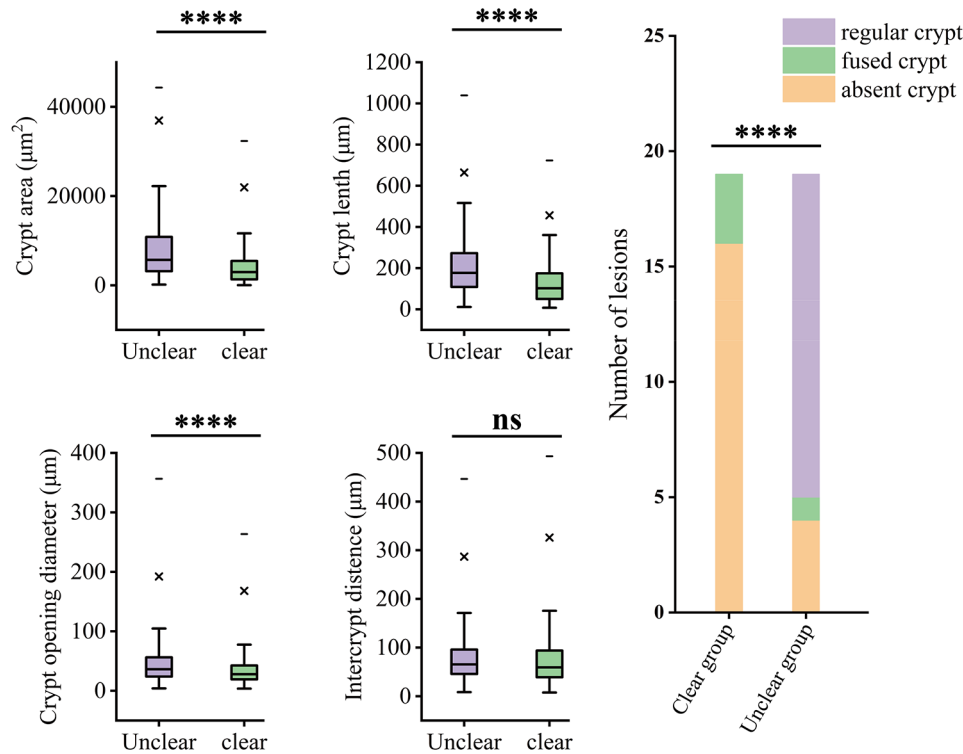 ****
Crypt area (μm²)
40000
20000
0
Unclear
clear
****
Crypt lenth (μm)
1200
1000
800
600
400
200
0
Unclear
clear
regular crypt
fused crypt
absent crypt
****
Number of lesions
25
20
15
10
5
0
Clear group
Unclear group
****
Crypt opening diameter (μm)
400
300
200
100
0
Unclear
clear
ns
Intercrypt distence (μm)
500
400
300
200
100
0
Unclear
clear